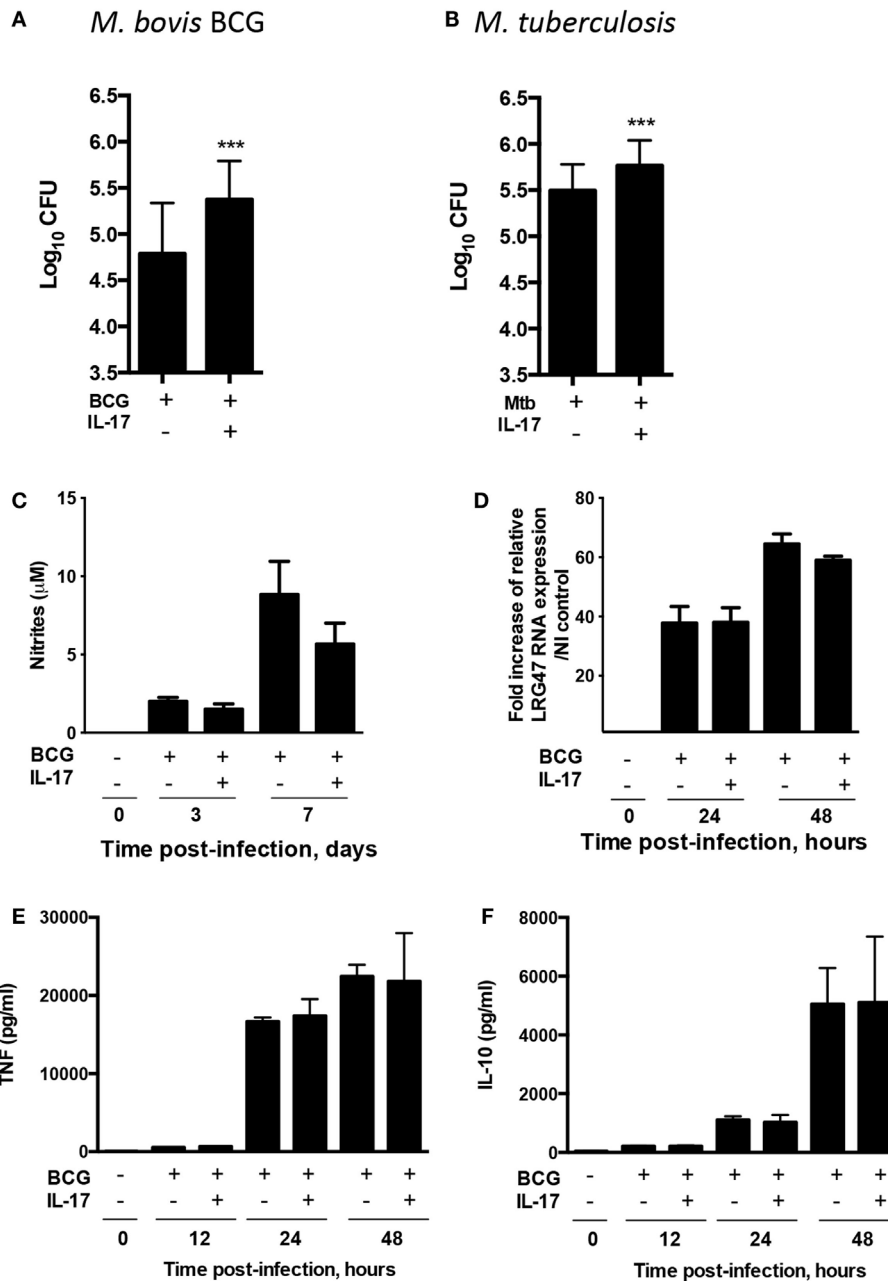 A M. bovis BCG
B M. tuberculosis
6.5
6.0
5.5
5.0
4.5
4.0
3.5
Log10 CFU
***
BCG + +
IL-17 - +
6.5
6.0
5.5
5.0
4.5
4.0
3.5
Log10 CFU
***
Mtb + +
IL-17 - +
C
15
10
5
0
Nitrites (µM)
BCG - + + + +
IL-17 - - + - +
0 3 7
Time post-infection, days
D
80
60
40
20
Fold increase of relative
LRG47 RNA expression
/NI control
BCG - + + + +
IL-17 - - + - +
0 24 48
Time post-infection, hours
E
30000
20000
10000
0
TNF (pg/ml)
BCG - + + + + + +
IL-17 - - + - + - +
0 12 24 48
Time post-infection, hours
F
8000
6000
4000
2000
0
IL-10 (pg/ml)
BCG - + + + + + +
IL-17 - - + - + - +
0 12 24 48
Time post-infection, hours